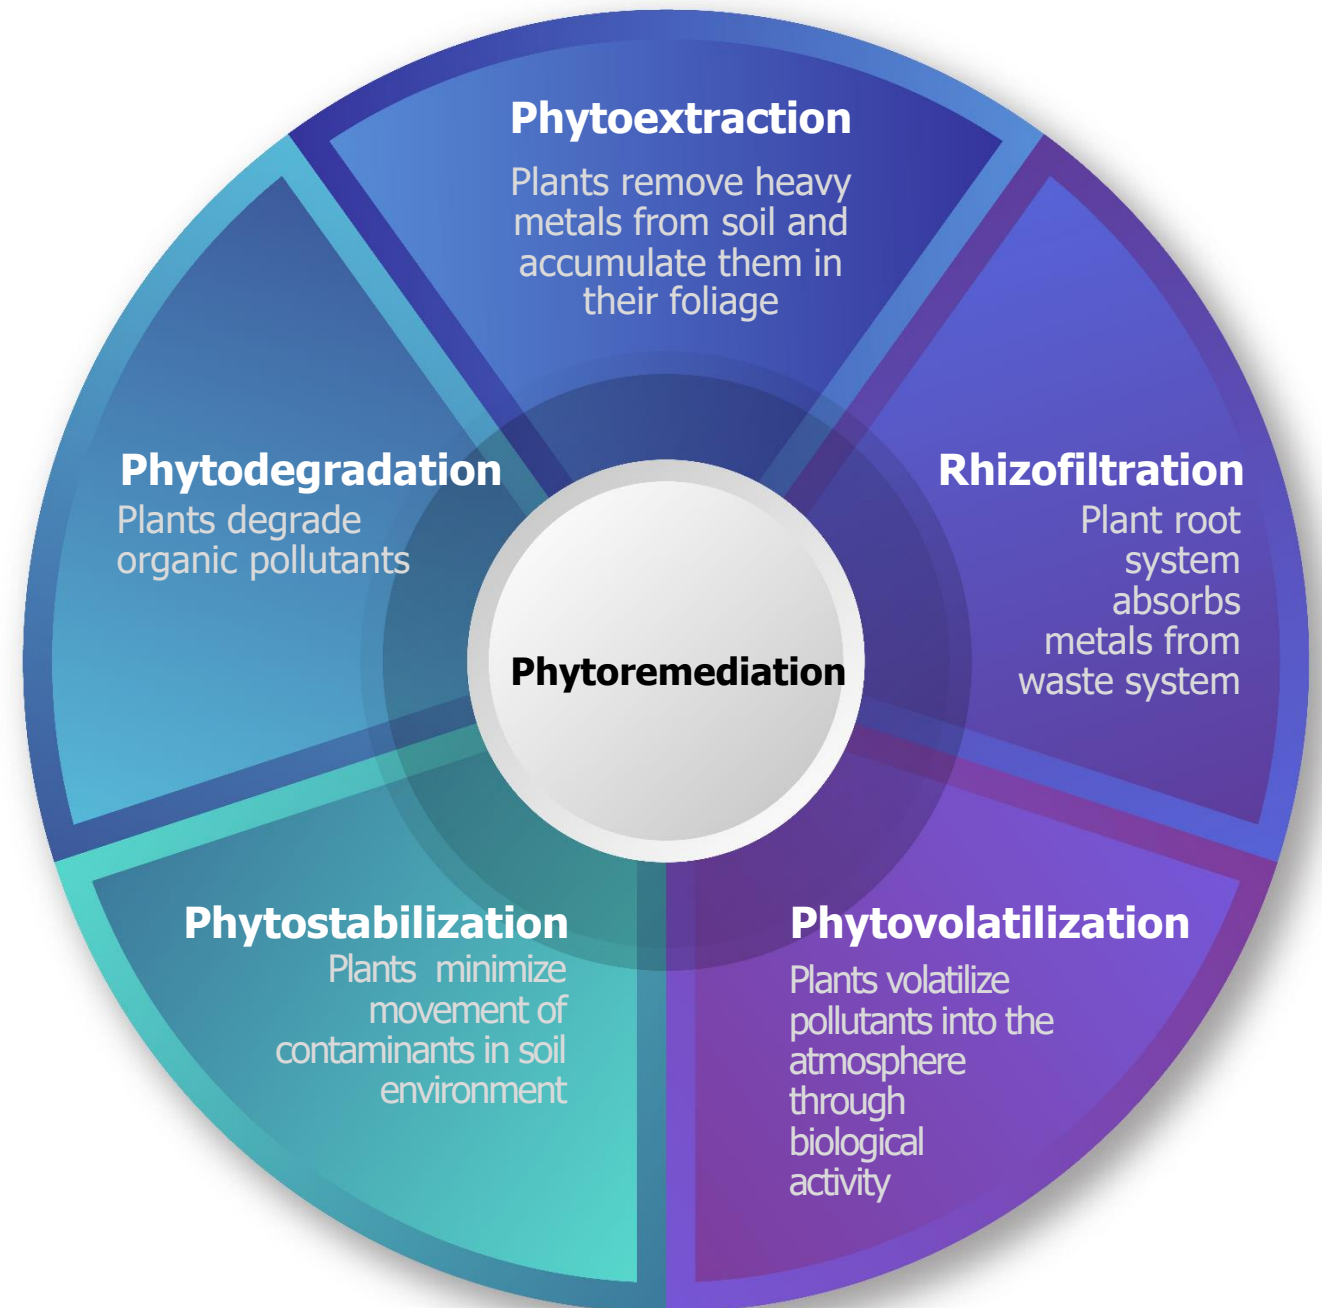 Phytoextraction
Plants remove heavy
metals from soil and
accumulate them in
their foliage
Rhizofiltration
Plant root
system
absorbs
metals from
waste system
Phytovolatilization
Plants volatilize
pollutants into the
atmosphere
through
biological
activity
Phytostabilization
Plants minimize
movement of
contaminants in soil
environment
Phytodegradation
Plants degrade
organic pollutants
Phytoremediation